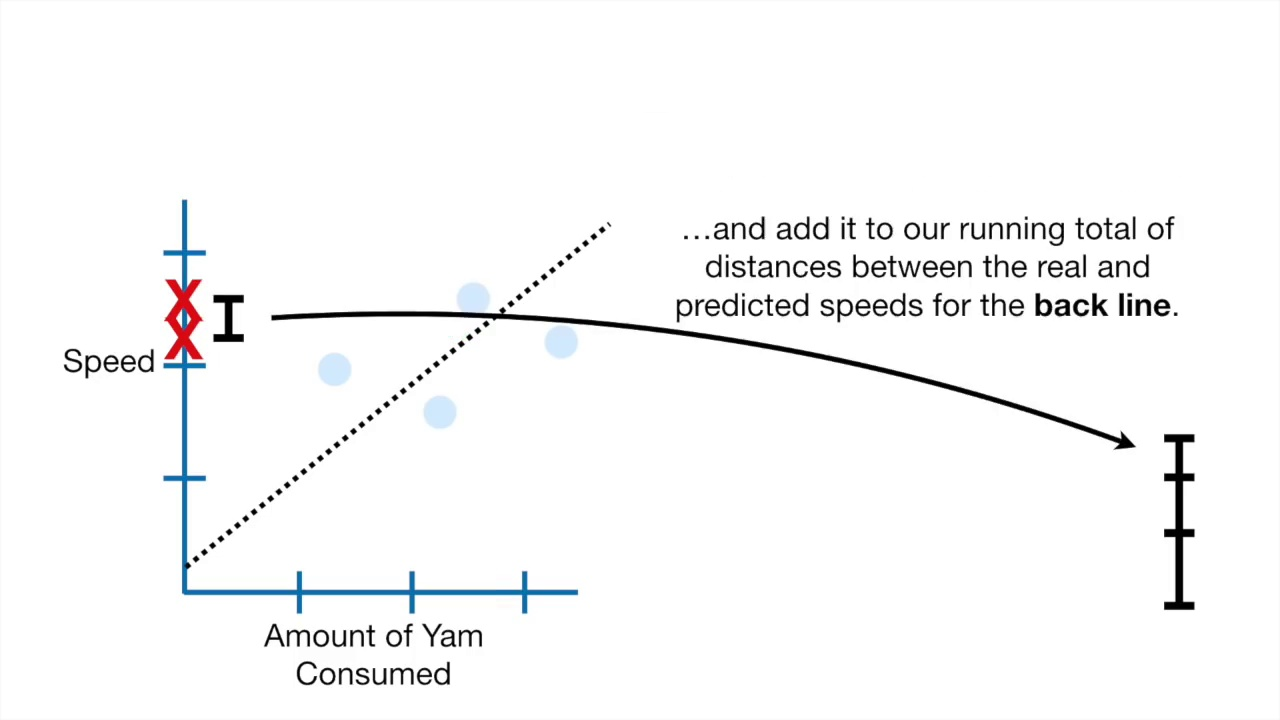 …and add it to our running total of
distances between the real and
predicted speeds for the back line.
X
X
Speed
Amount of Yam
Consumed